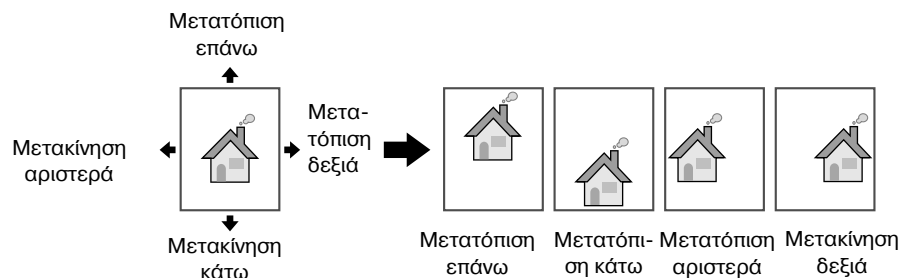 Μετατόπιση
επάνω
Μετακίνηση
αριστερά
Μετα-
τόπιση
δεξιά
Μετακίνηση
κάτω
Μετατόπιση
επάνω
Μετατόπι-
ση κάτω
Μετατόπιση
αριστερά
Μετακίνηση
δεξιά